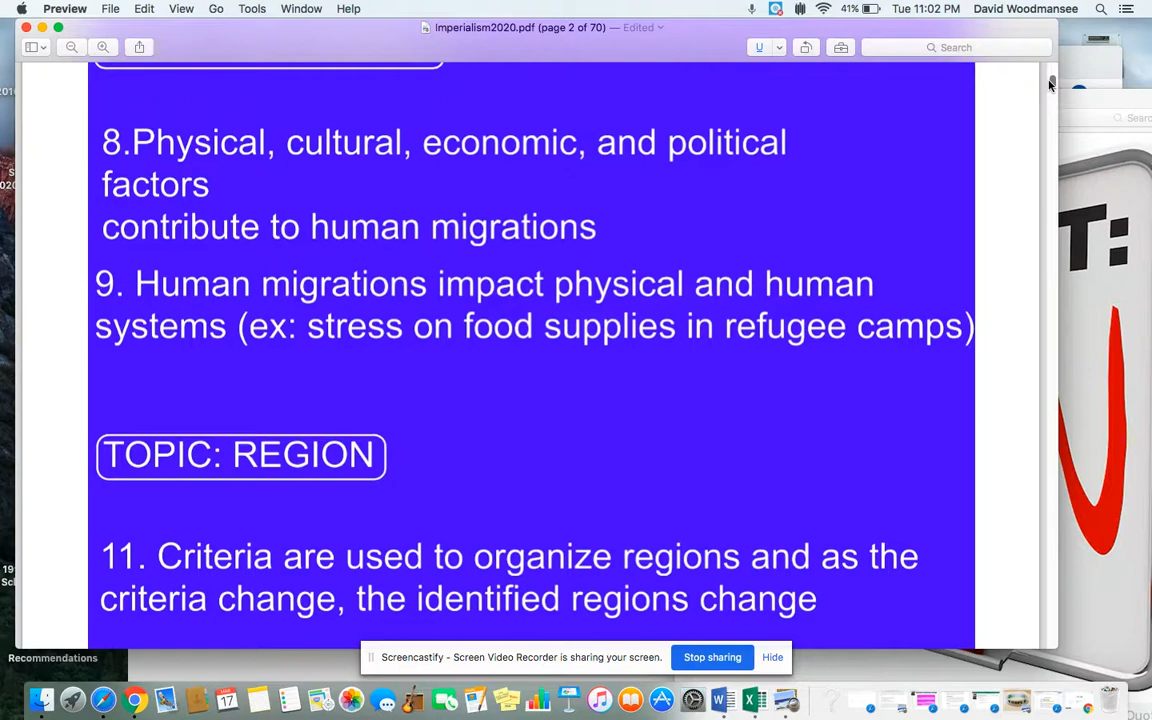 Preview File Edit View Go Tools Window Help 41% Tue 11:02 PM David Woodmansee
Imperialism2020.pdf (page 2 of 70) — Edited
U Search
8.Physical, cultural, economic, and political
factors
contribute to human migrations
9. Human migrations impact physical and human
systems (ex: stress on food supplies in refugee camps)
TOPIC: REGION
11. Criteria are used to organize regions and as the
criteria change, the identified regions change
Screencastify - Screen Video Recorder is sharing your screen. Stop sharing Hide
Recommendations
17
T: